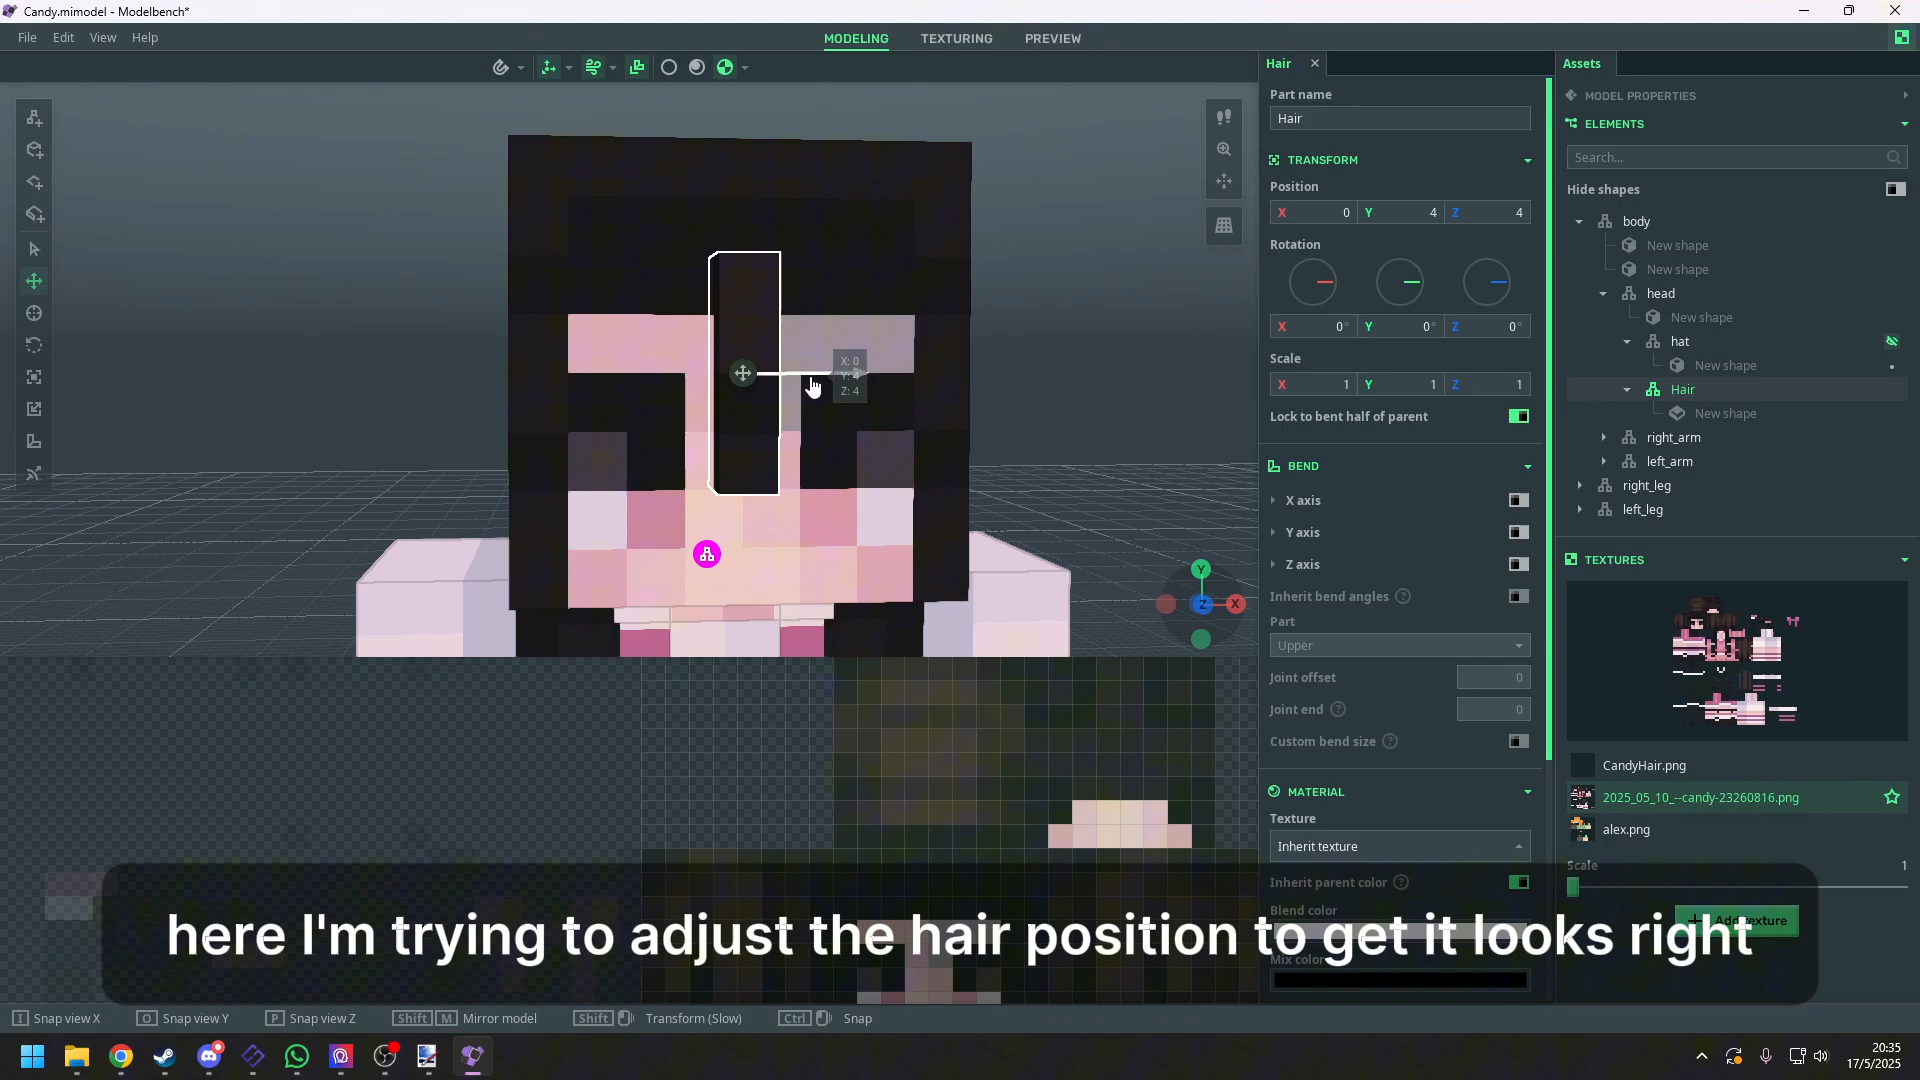 Candy.mimodel - Modelbench*
File Edit View Help
MODELING TEXTURING PREVIEW
X: 0
Y: 4
Z: 4
Y
Z X
Hair
Part name
Hair
TRANSFORM
Position
X 0 Y 4 Z 4
Rotation
X 0° Y 0° Z 0°
Scale
X 1 Y 1 Z 1
Lock to bent half of parent
BEND
X axis
Y axis
Z axis
Inherit bend angles ?
Part
Upper
Joint offset 0
Joint end ? 0
Custom bend size ?
MATERIAL
Texture
Inherit texture
Inherit parent color ?
Blend color
Mix color
Assets
MODEL PROPERTIES
ELEMENTS
Search...
Hide shapes
body
New shape
New shape
head
New shape
hat
New shape
Hair
New shape
right_arm
left_arm
right_leg
left_leg
TEXTURES
CandyHair.png
2025_05_10_--candy-23260816.png
alex.png
Scale 1
+ Add texture
here I'm trying to adjust the hair position to get it looks right
I Snap view X O Snap view Y P Snap view Z Shift M Mirror model Shift Transform (Slow) Ctrl Snap
20:35
17/5/2025